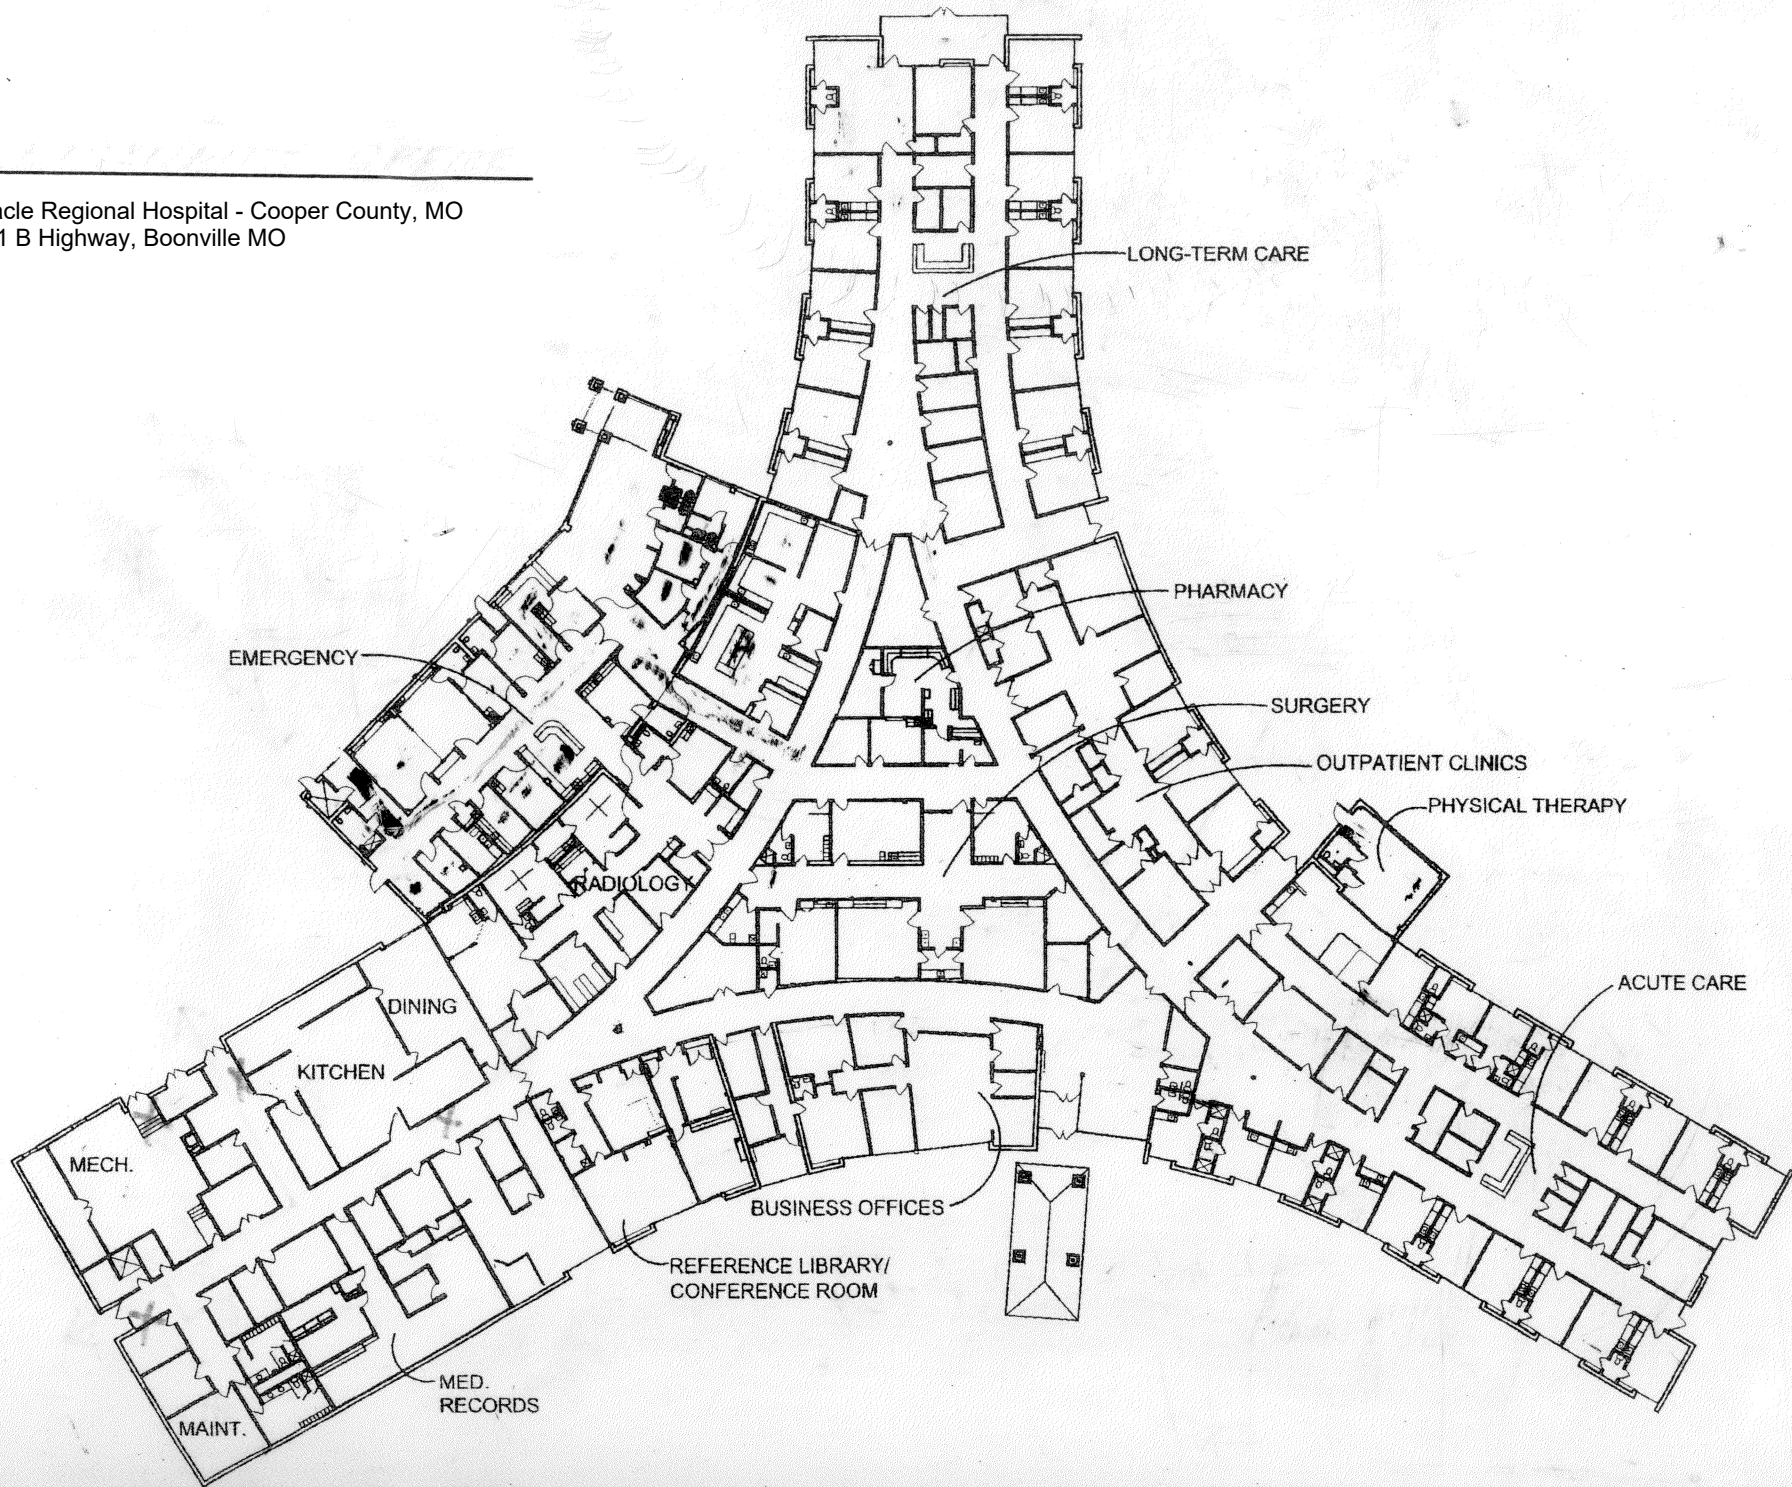 acle Regional Hospital - Cooper County, MO
1 B Highway, Boonville MO
LONG-TERM CARE
PHARMACY
EMERGENCY
SURGERY
OUTPATIENT CLINICS
PHYSICAL THERAPY
RADIOLOGY
ACUTE CARE
DINING
KITCHEN
MECH.
BUSINESS OFFICES
REFERENCE LIBRARY/
CONFERENCE ROOM
MED.
RECORDS
MAINT.